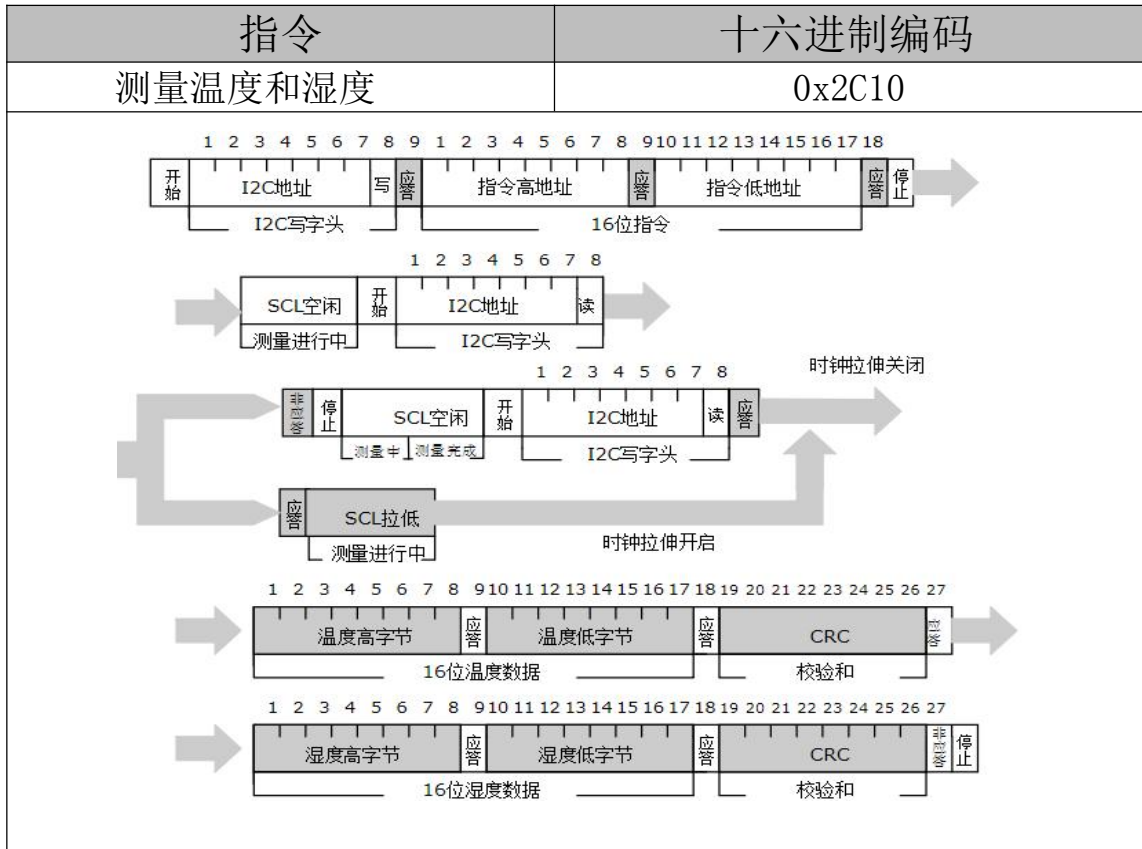 指令 十六进制编码
测量温度和湿度 0x2C10
1 2 3 4 5 6 7 8 9 1 2 3 4 5 6 7 8 9 10 11 12 13 14 15 16 17 18
开始 I2C地址 写 应答 指令高地址 应答 指令低地址 应答 停止
I2C写字头 16位指令
1 2 3 4 5 6 7 8
SCL空闲 开始 I2C地址 读
测量进行中 I2C写字头
时钟拉伸关闭
1 2 3 4 5 6 7 8
非应答 停止 SCL空闲 开始 I2C地址 读 应答
测量中 测量完成 I2C写字头
应答 SCL拉低
测量进行中 时钟拉伸开启
1 2 3 4 5 6 7 8 9 10 11 12 13 14 15 16 17 18 19 20 21 22 23 24 25 26 27
温度高字节 应答 温度低字节 应答 CRC
16位温度数据 校验和
1 2 3 4 5 6 7 8 9 10 11 12 13 14 15 16 17 18 19 20 21 22 23 24 25 26 27
湿度高字节 应答 湿度低字节 应答 CRC 非应答 停止
16位湿度数据 校验和